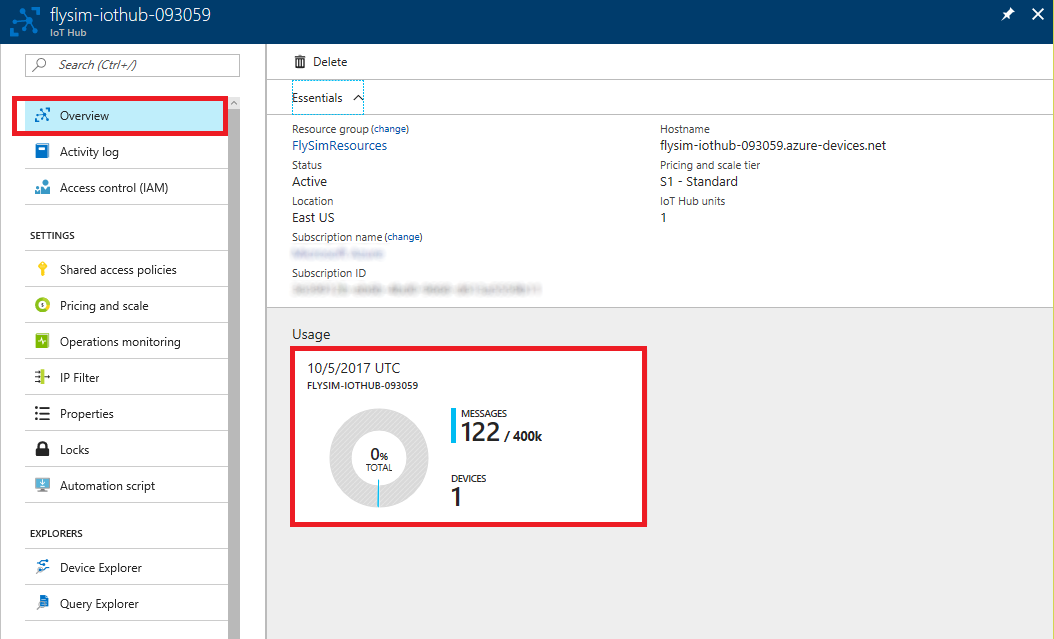 flysim-iothub-093059
IoT Hub
Search (Ctrl+/)
Overview
Activity log
Access control (IAM)
SETTINGS
Shared access policies
Pricing and scale
Operations monitoring
IP Filter
Properties
Locks
Automation script
EXPLORERS
Device Explorer
Query Explorer
Delete
Essentials
Resource group (change)
FlySimResources
Status
Active
Location
East US
Subscription name (change)
Subscription ID
Hostname
flysim-iothub-093059.azure-devices.net
Pricing and scale tier
S1 - Standard
IoT Hub units
1
Usage
10/5/2017 UTC
FLYSIM-IOTHUB-093059
0%
TOTAL
MESSAGES
122 / 400k
DEVICES
1